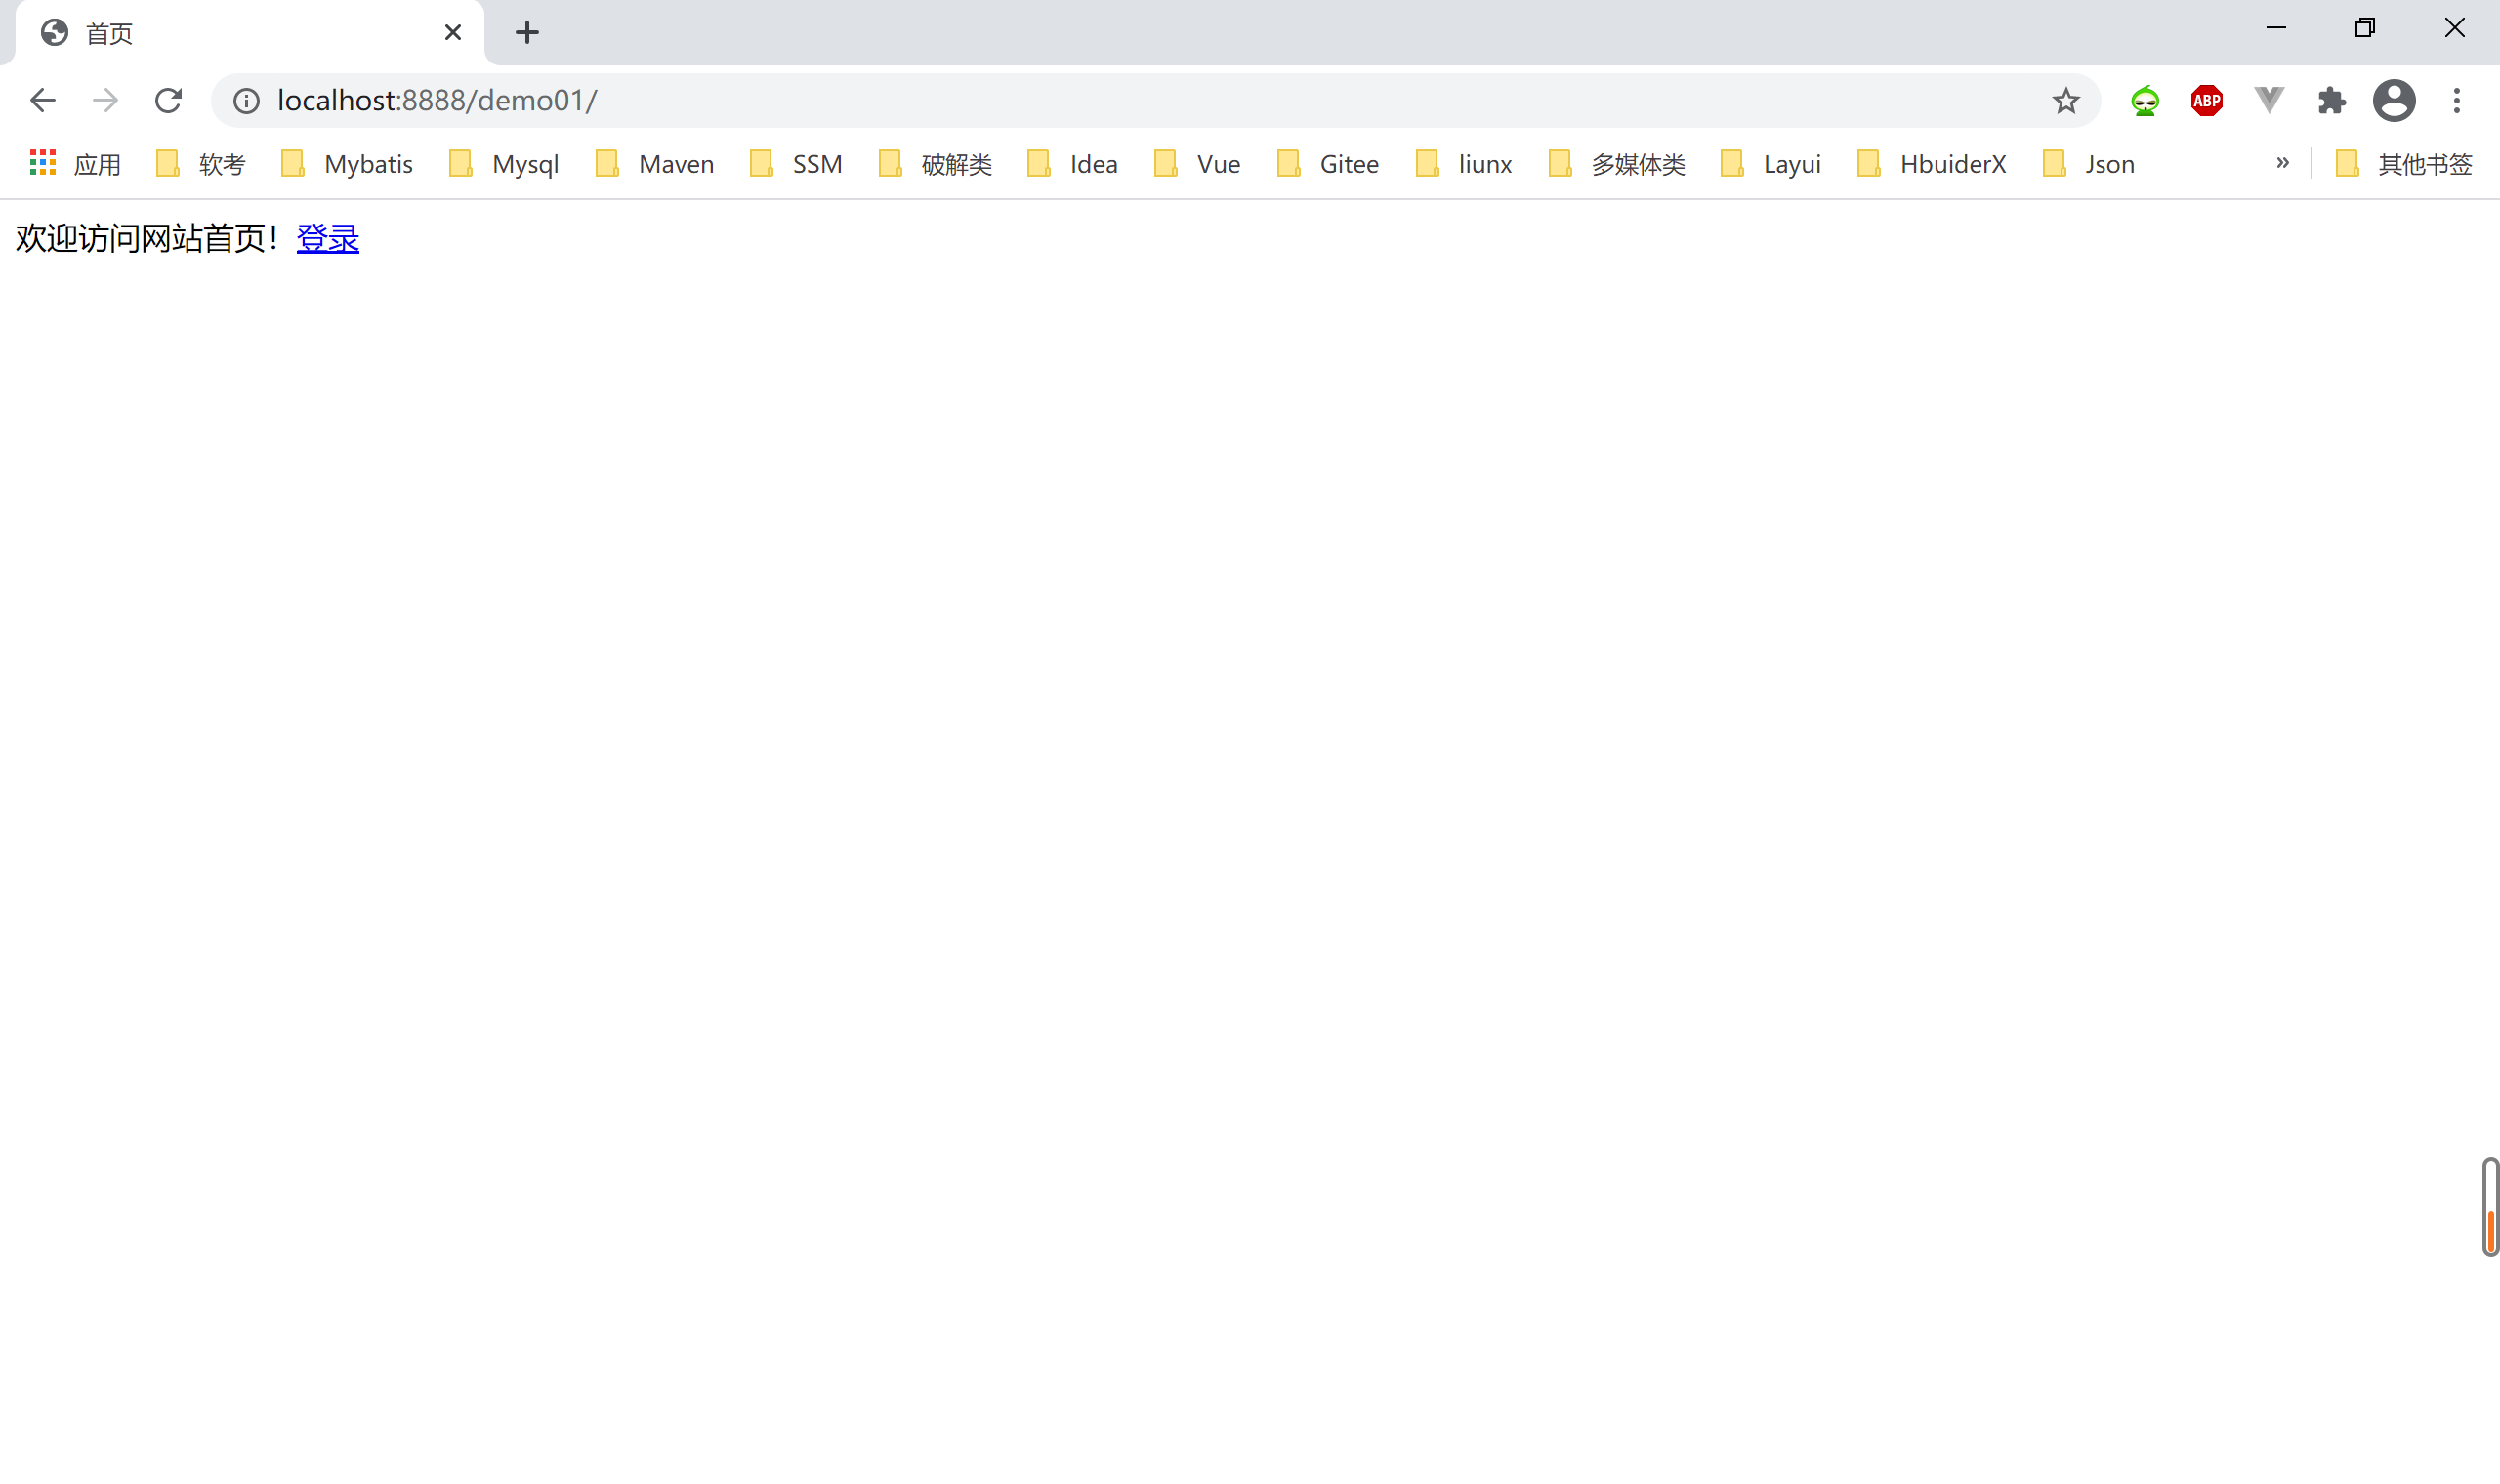 首页
localhost:8888/demo01/
ABP
应用 软考 Mybatis Mysql Maven SSM 破解类 Idea Vue Gitee liunx 多媒体类 Layui HbuiderX Json » 其他书签
欢迎访问网站首页！登录